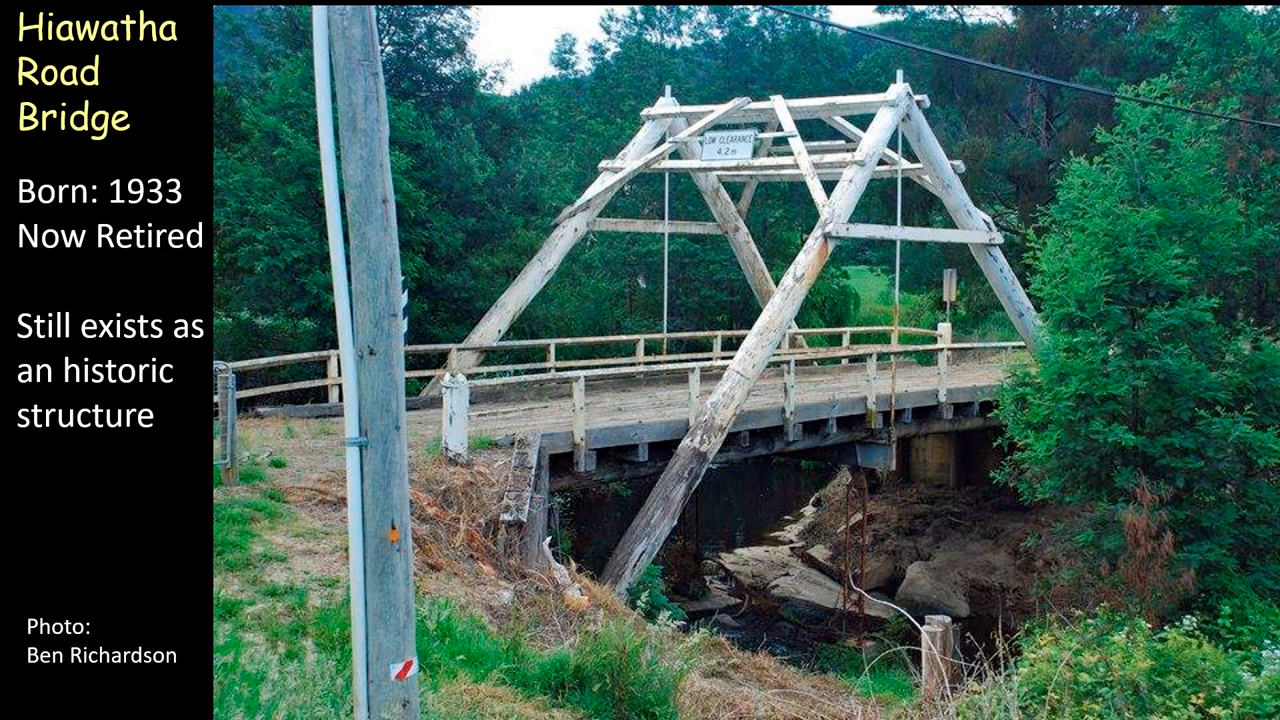 Hiawatha
Road
Bridge
Born: 1933
Now Retired
Still exists as
an historic
structure
Photo:
Ben Richardson
LOW CLEARANCE
4.2m